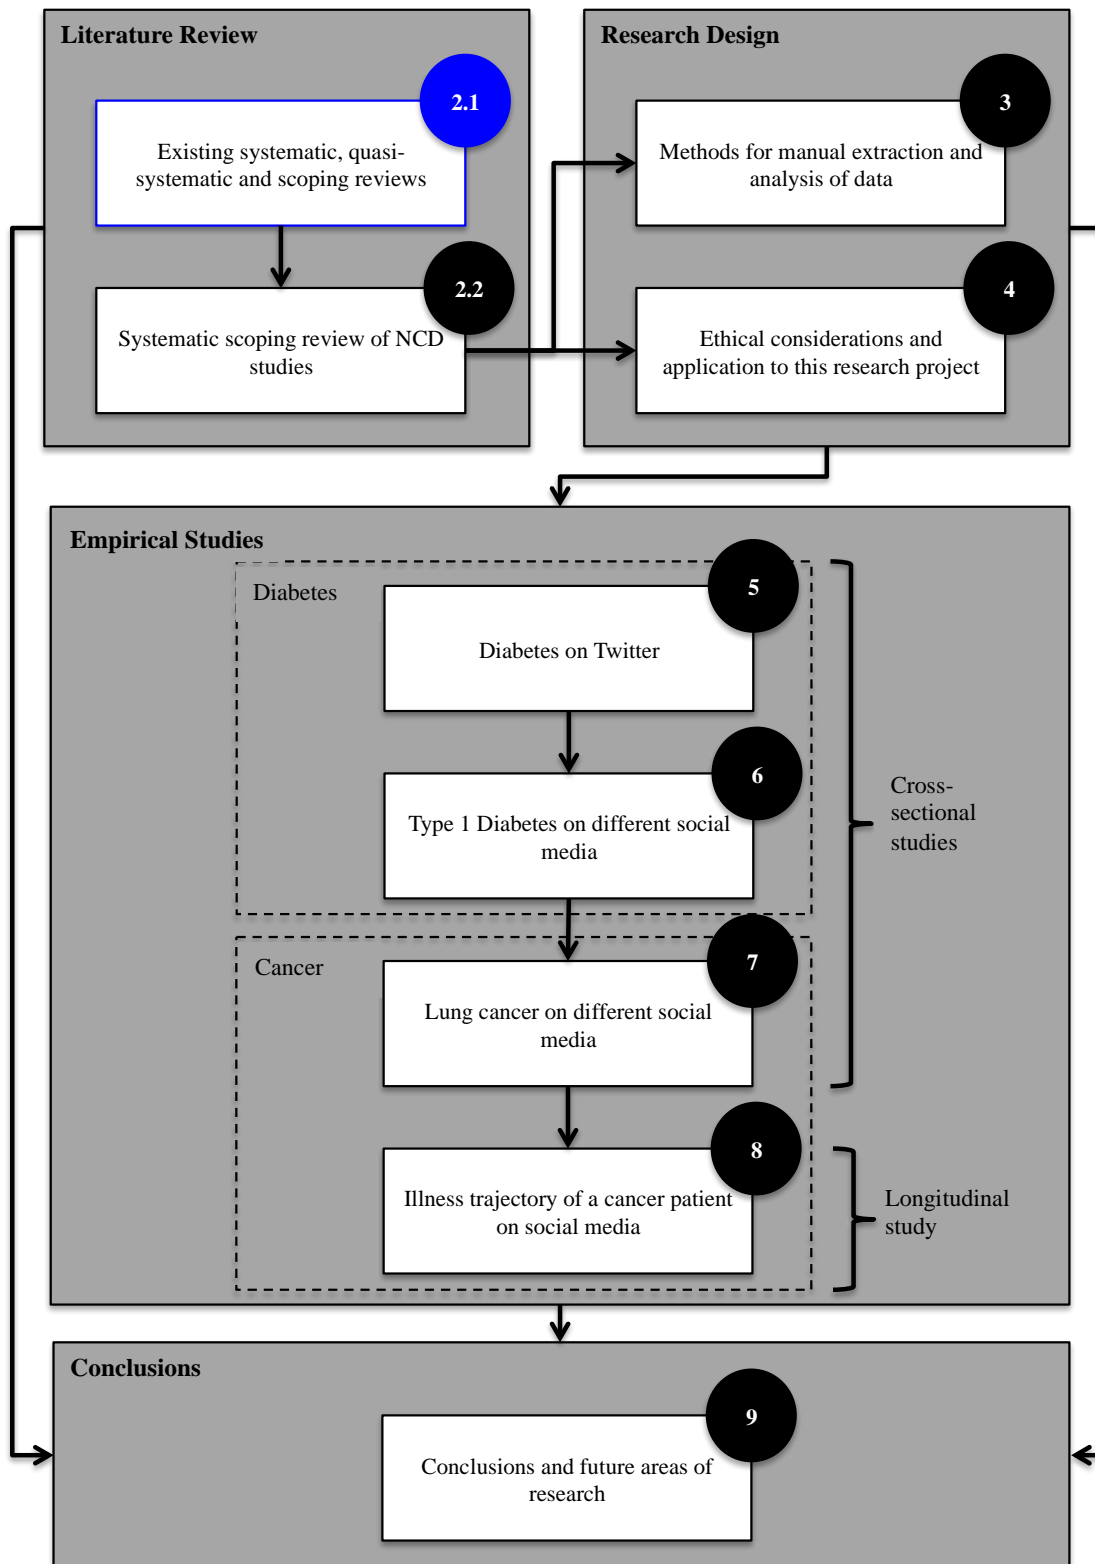 Literature Review
2.1
Existing systematic, quasi-
systematic and scoping reviews
2.2
Systematic scoping review of NCD
studies
Research Design
3
Methods for manual extraction and
analysis of data
4
Ethical considerations and
application to this research project
Empirical Studies
Diabetes
5
Diabetes on Twitter
6
Type 1 Diabetes on different social
media
Cross-
sectional
studies
Cancer
7
Lung cancer on different social
media
8
Illness trajectory of a cancer patient
on social media
Longitudinal
study
Conclusions
9
Conclusions and future areas of
research